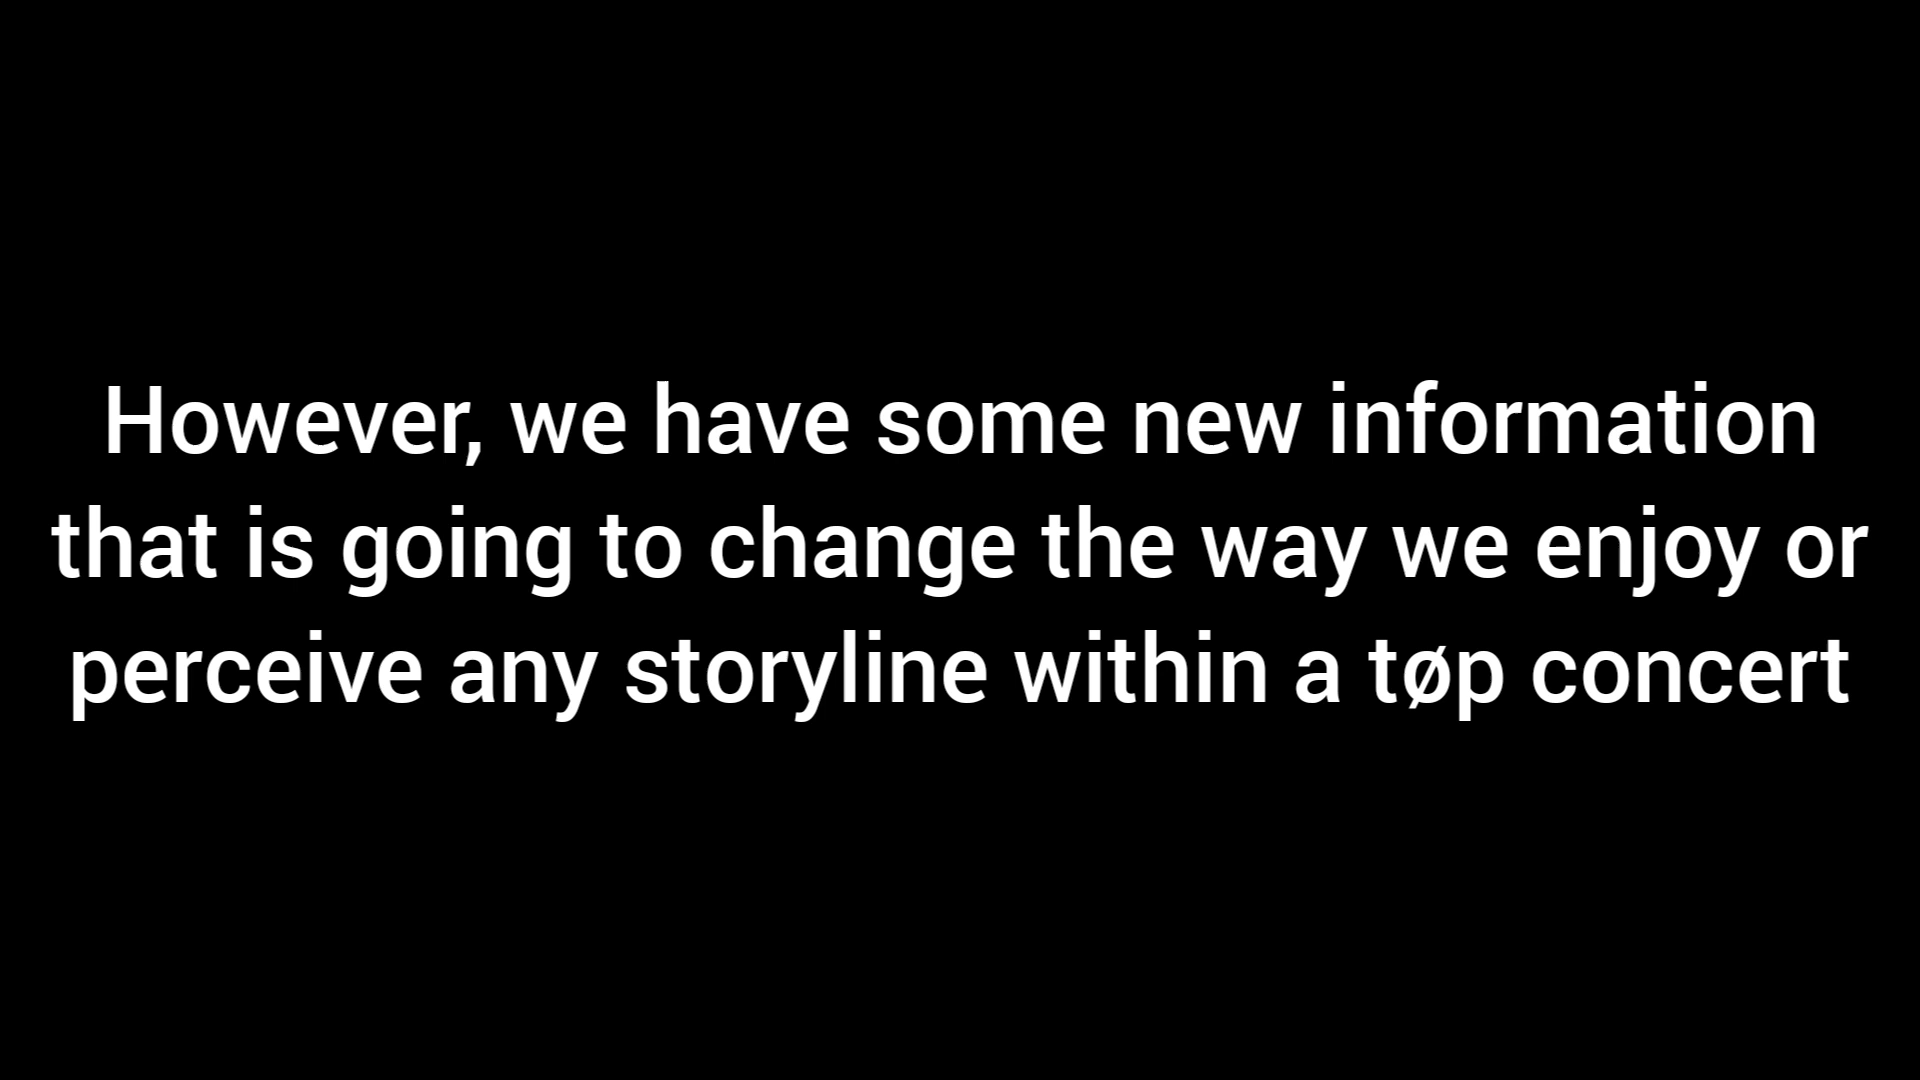 However, we have some new information
that is going to change the way we enjoy or
perceive any storyline within a tøp concert